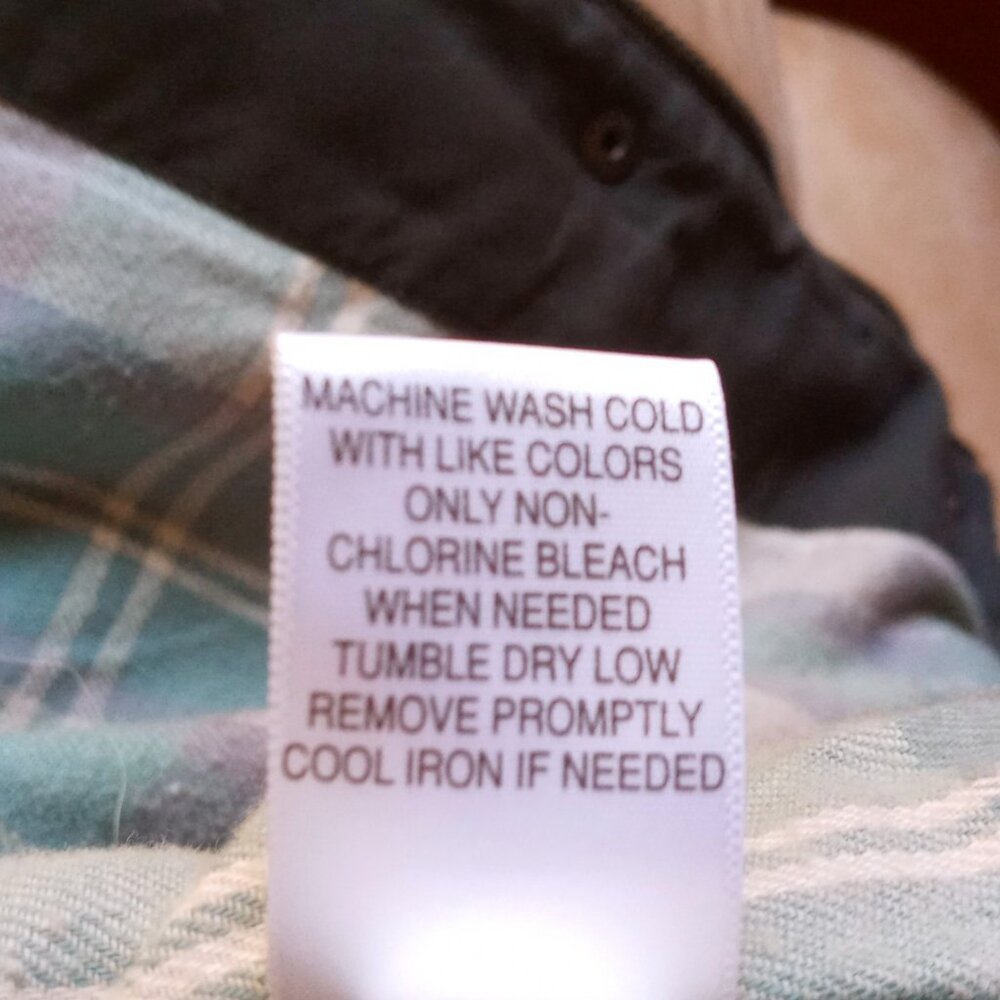 MACHINE WASH COLD
WITH LIKE COLORS
ONLY NON-
CHLORINE BLEACH
WHEN NEEDED
TUMBLE DRY LOW
REMOVE PROMPTLY
COOL IRON IF NEEDED